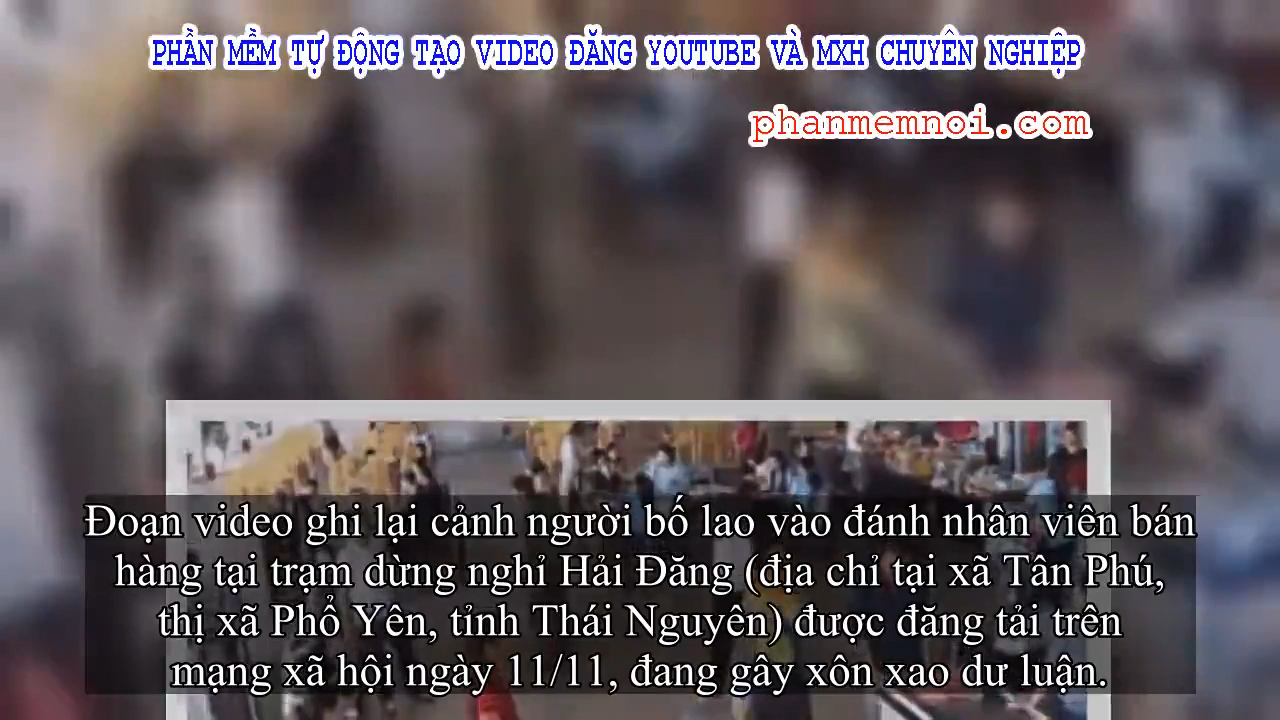 PHẦN MỀM TỰ ĐỘNG TẠO VIDEO ĐĂNG YOUTUBE VÀ MXH CHUYÊN NGHIỆP
phanmemnoi.com
Đoạn video ghi lại cảnh người bố lao vào đánh nhân viên bán
hàng tại trạm dừng nghỉ Hải Đăng (địa chỉ tại xã Tân Phú,
thị xã Phổ Yên, tỉnh Thái Nguyên) được đăng tải trên
mạng xã hội ngày 11/11, đang gây xôn xao dư luận.